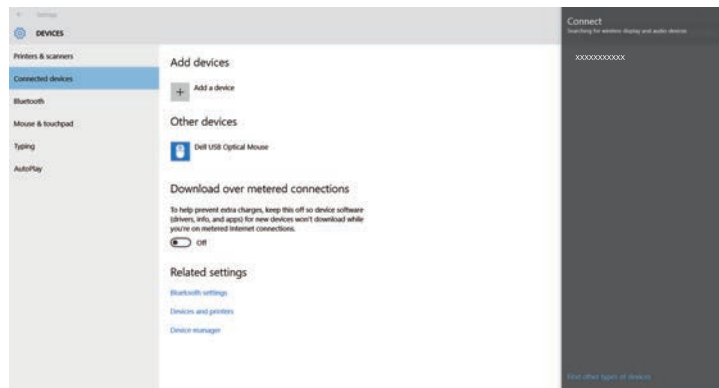 Settings
DEVICES
Printers & scanners
Connected devices
Bluetooth
Mouse & touchpad
Typing
AutoPlay
Add devices
Add a device
Other devices
Dell USB Optical Mouse
Download over metered connections
To help prevent extra charges, keep this off so device software
(drivers, info, and apps) for new devices won't download while
you're on metered Internet connections.
Off
Related settings
Bluetooth settings
Devices and printers
Device manager
Connect
Searching for wireless display and audio devices
XXXXXXXXXXX
Find other types of devices